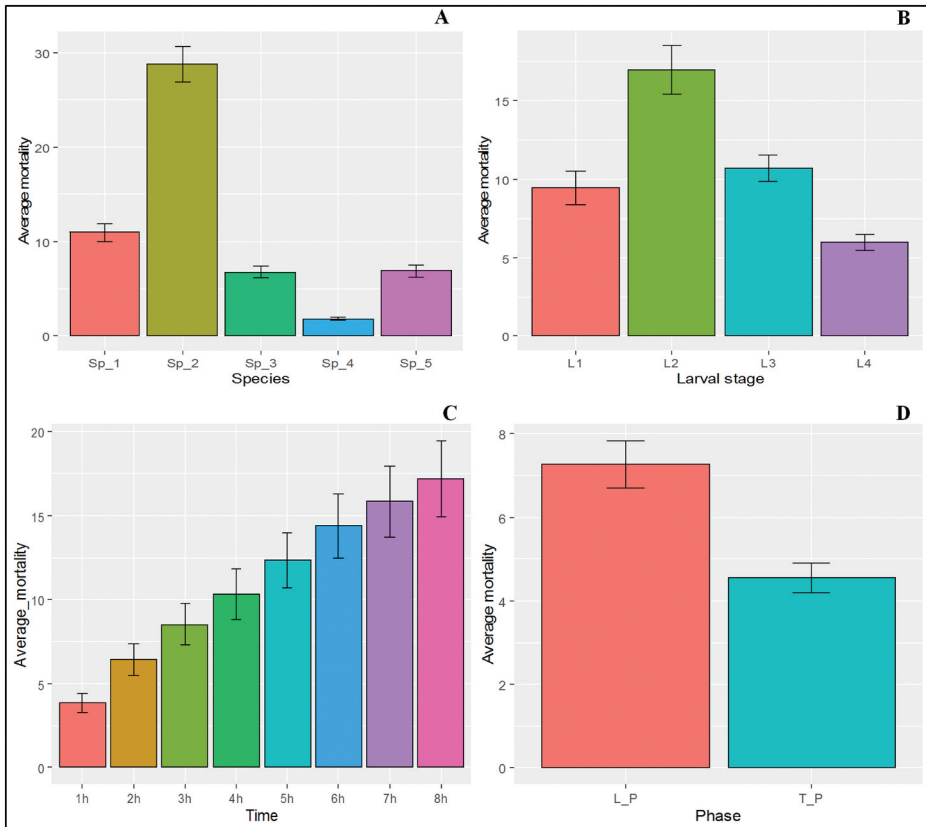 A
Average mortality
30
20
10
0
Sp_1 Sp_2 Sp_3 Sp_4 Sp_5
Species
B
Average mortality
15
10
5
0
L1 L2 L3 L4
Larval stage
C
Average_mortality
20
15
10
5
0
1h 2h 3h 4h 5h 6h 7h 8h
Time
D
Average mortality
8
6
4
2
0
L_P T_P
Phase